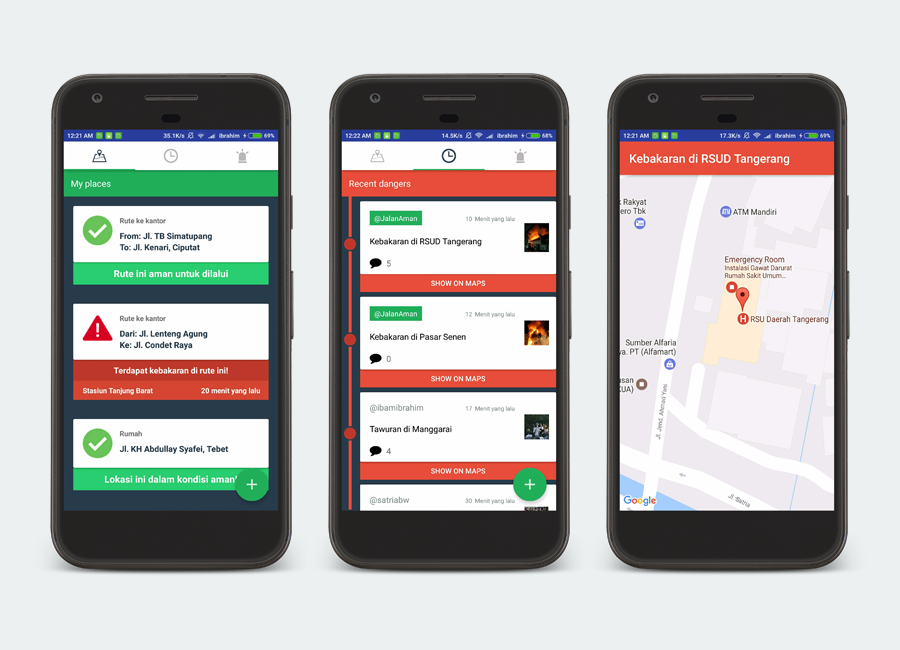 12:21 AM
35.1K/s
ibrahim
69%
My places
Rute ke kantor
From: Jl. TB Simatupang
To: Jl. Kenari, Ciputat
Rute ini aman untuk dilalui
Rute ke kantor
Dari: Jl. Lenteng Agung
Ke: Jl. Condet Raya
Terdapat kebakaran di rute ini!
Stasiun Tanjung Barat
20 menit yang lalu
Rumah
Jl. KH Abdullay Syafei, Tebet
Lokasi ini dalam kondisi aman!
+
12:22 AM
14.5K/s
ibrahim
68%
Recent dangers
@JalanAman
10 Menit yang lalu
Kebakaran di RSUD Tangerang
5
SHOW ON MAPS
@JalanAman
12 Menit yang lalu
Kebakaran di Pasar Senen
0
SHOW ON MAPS
@ibamibrahim
17 Menit yang lalu
Tawuran di Manggarai
4
SHOW ON MAPS
@satriabw
30 Menit yang lalu
+
12:21 AM
17.3K/s
ibrahim
69%
Kebakaran di RSUD Tangerang
k Rakyat
ero Tbk
ATM Mandiri
Emergency Room
Instalasi Gawat Darurat
Rumah Sakit Umum...
H
RSU Daerah Tangerang
Sumber Alfaria
ya. PT (Alfamart)
usan
KUA)
Jl. Jend. Ahmad Yani
Jl. Satria
Google